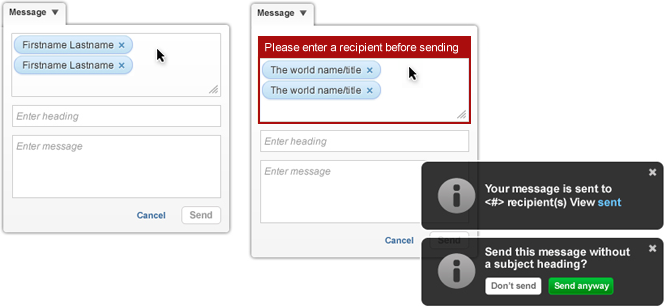 Message
Firstname Lastname ×
Firstname Lastname ×
Enter heading
Enter message
Cancel
Send
Message
Please enter a recipient before sending
The world name/title ×
The world name/title ×
Enter heading
Enter message
Cancel
Send
Your message is sent to
<#> recipient(s) View sent
Send this message without
a subject heading?
Don't send
Send anyway